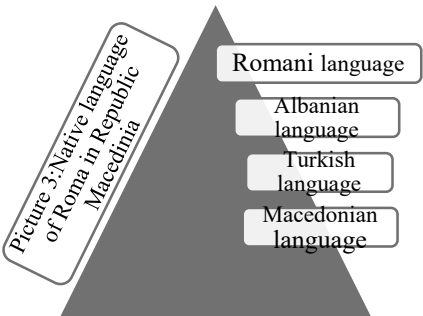 Picture 3:Native language
of Roma in Republic
Macedinia
Romani language
Albanian
language
Turkish
language
Macedonian
language